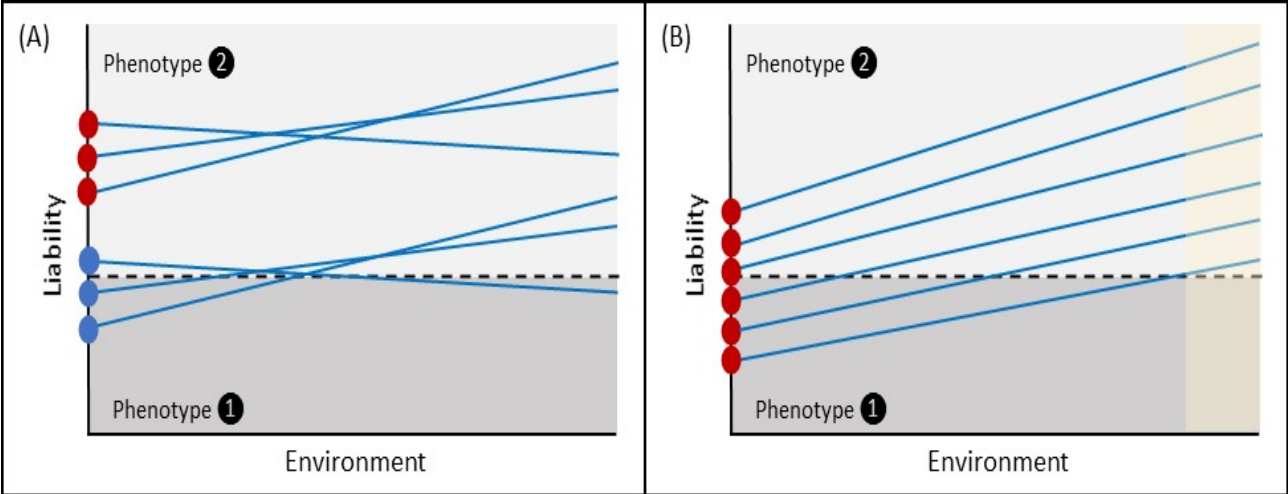 (A)
Phenotype 2
Liability
Phenotype 1
Environment
(B)
Phenotype 2
Liability
Phenotype 1
Environment